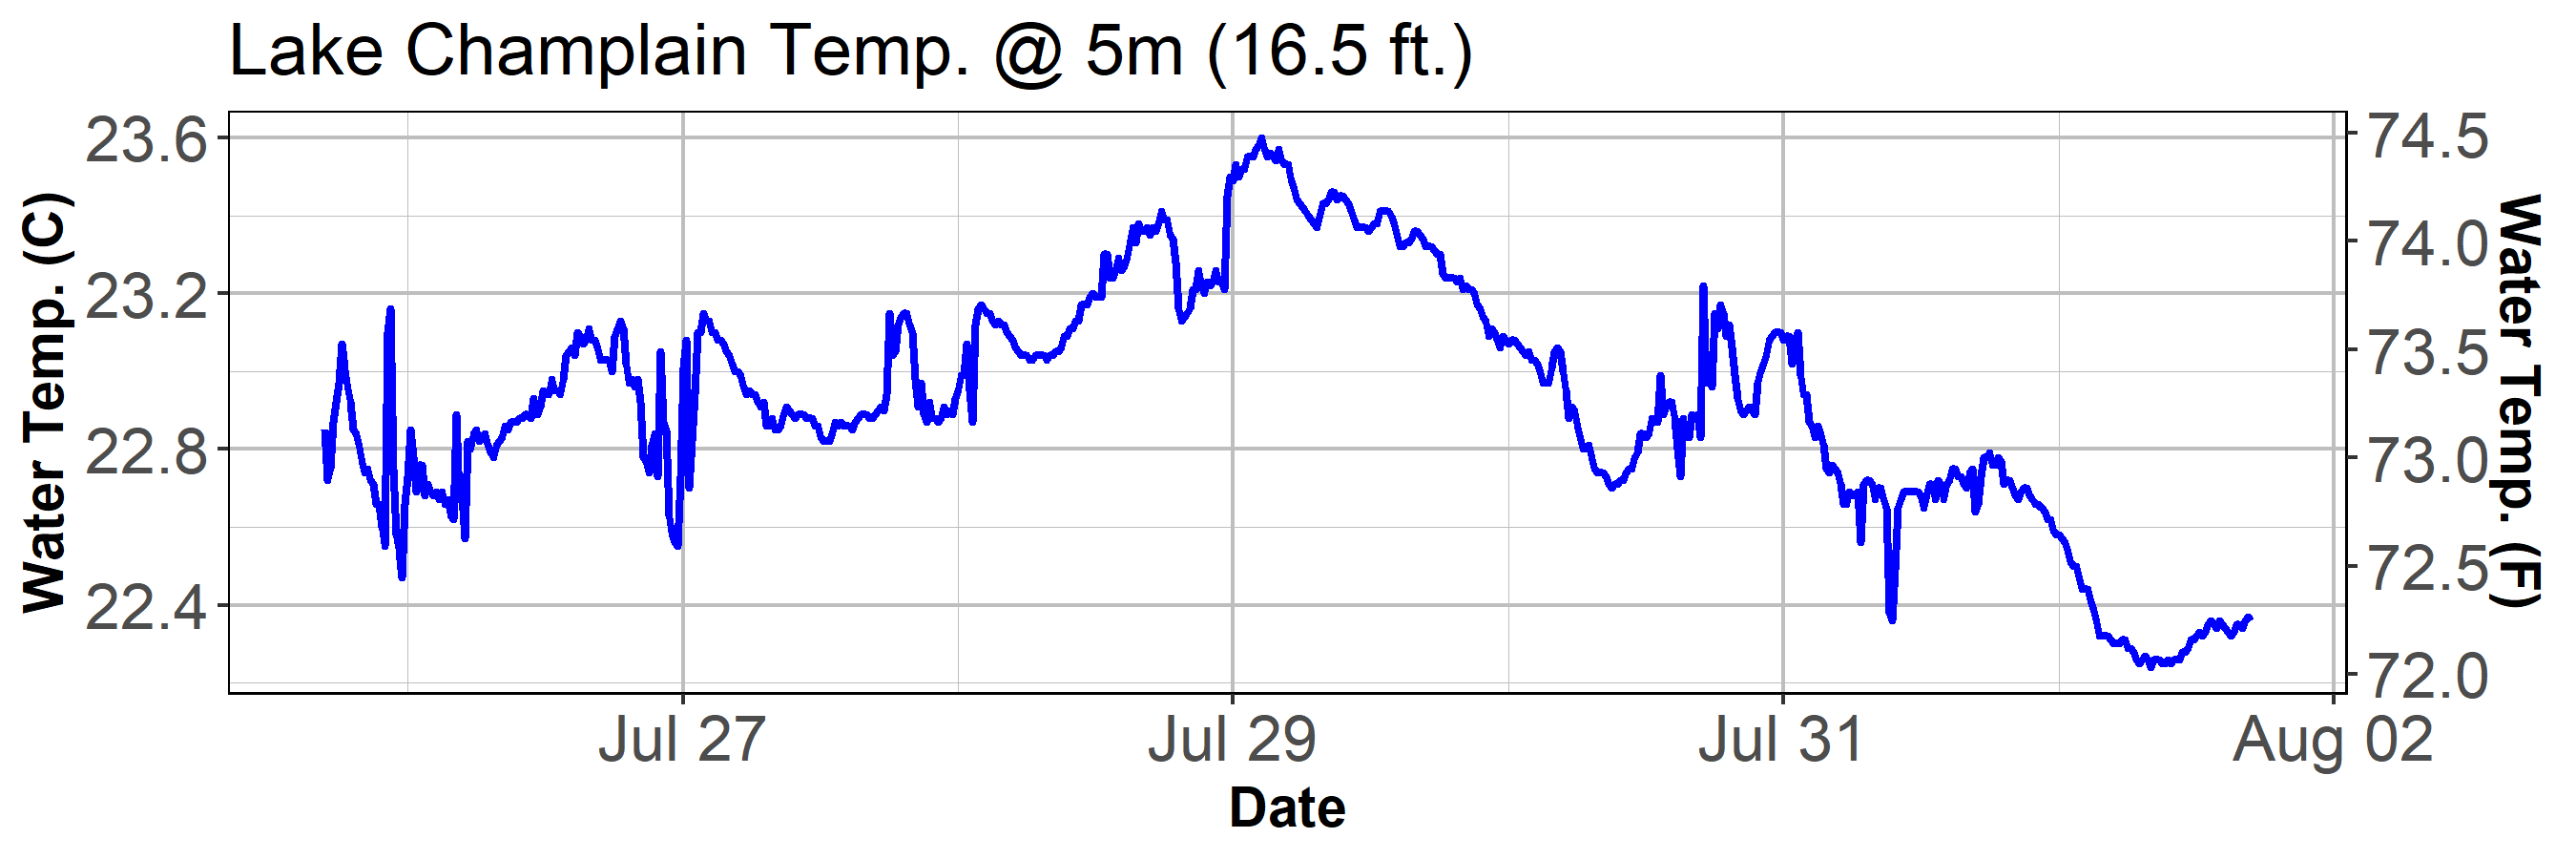 Lake Champlain Temp. @ 5m (16.5 ft.)
Water Temp. (C)
23.6
23.2
22.8
22.4
74.5
74.0
73.5
73.0
72.5
72.0
Water Temp. (F)
Jul 27
Jul 29
Jul 31
Aug 02
Date